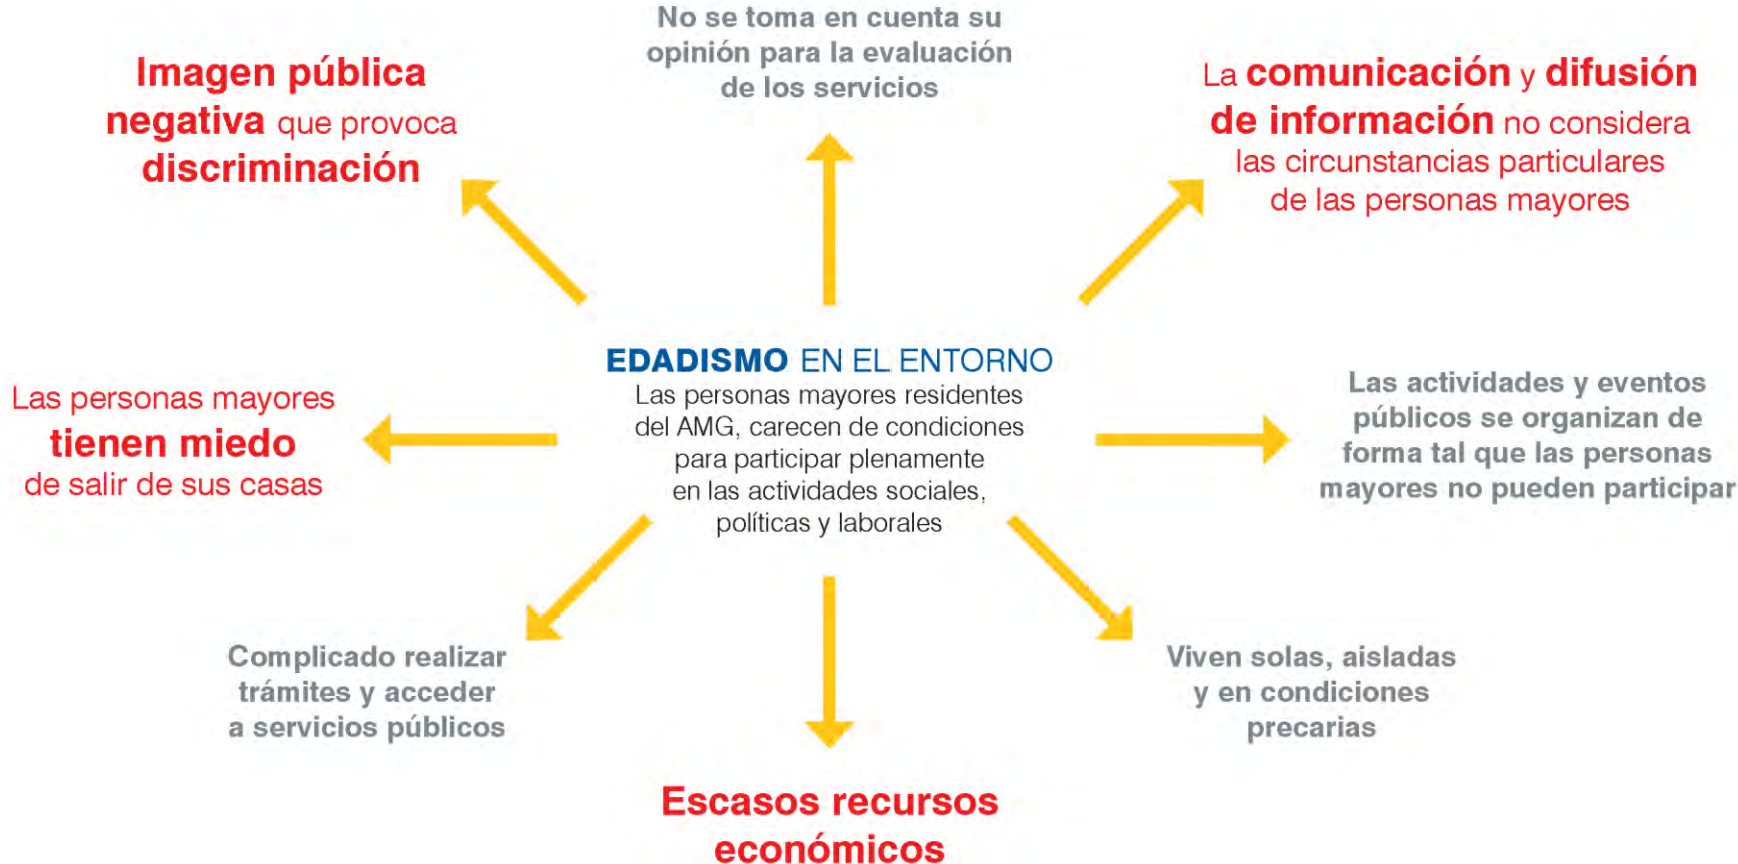 No se toma en cuenta su
opinión para la evaluación
de los servicios
Imagen pública
negativa que provoca
discriminación
La comunicación y difusión
de información no considera
las circunstancias particulares
de las personas mayores
EDADISMO EN EL ENTORNO
Las personas mayores residentes
del AMG, carecen de condiciones
para participar plenamente
en las actividades sociales,
políticas y laborales
Las personas mayores
tienen miedo
de salir de sus casas
Las actividades y eventos
públicos se organizan de
forma tal que las personas
mayores no pueden participar
Complicado realizar
trámites y acceder
a servicios públicos
Viven solas, aisladas
y en condiciones
precarias
Escasos recursos
económicos